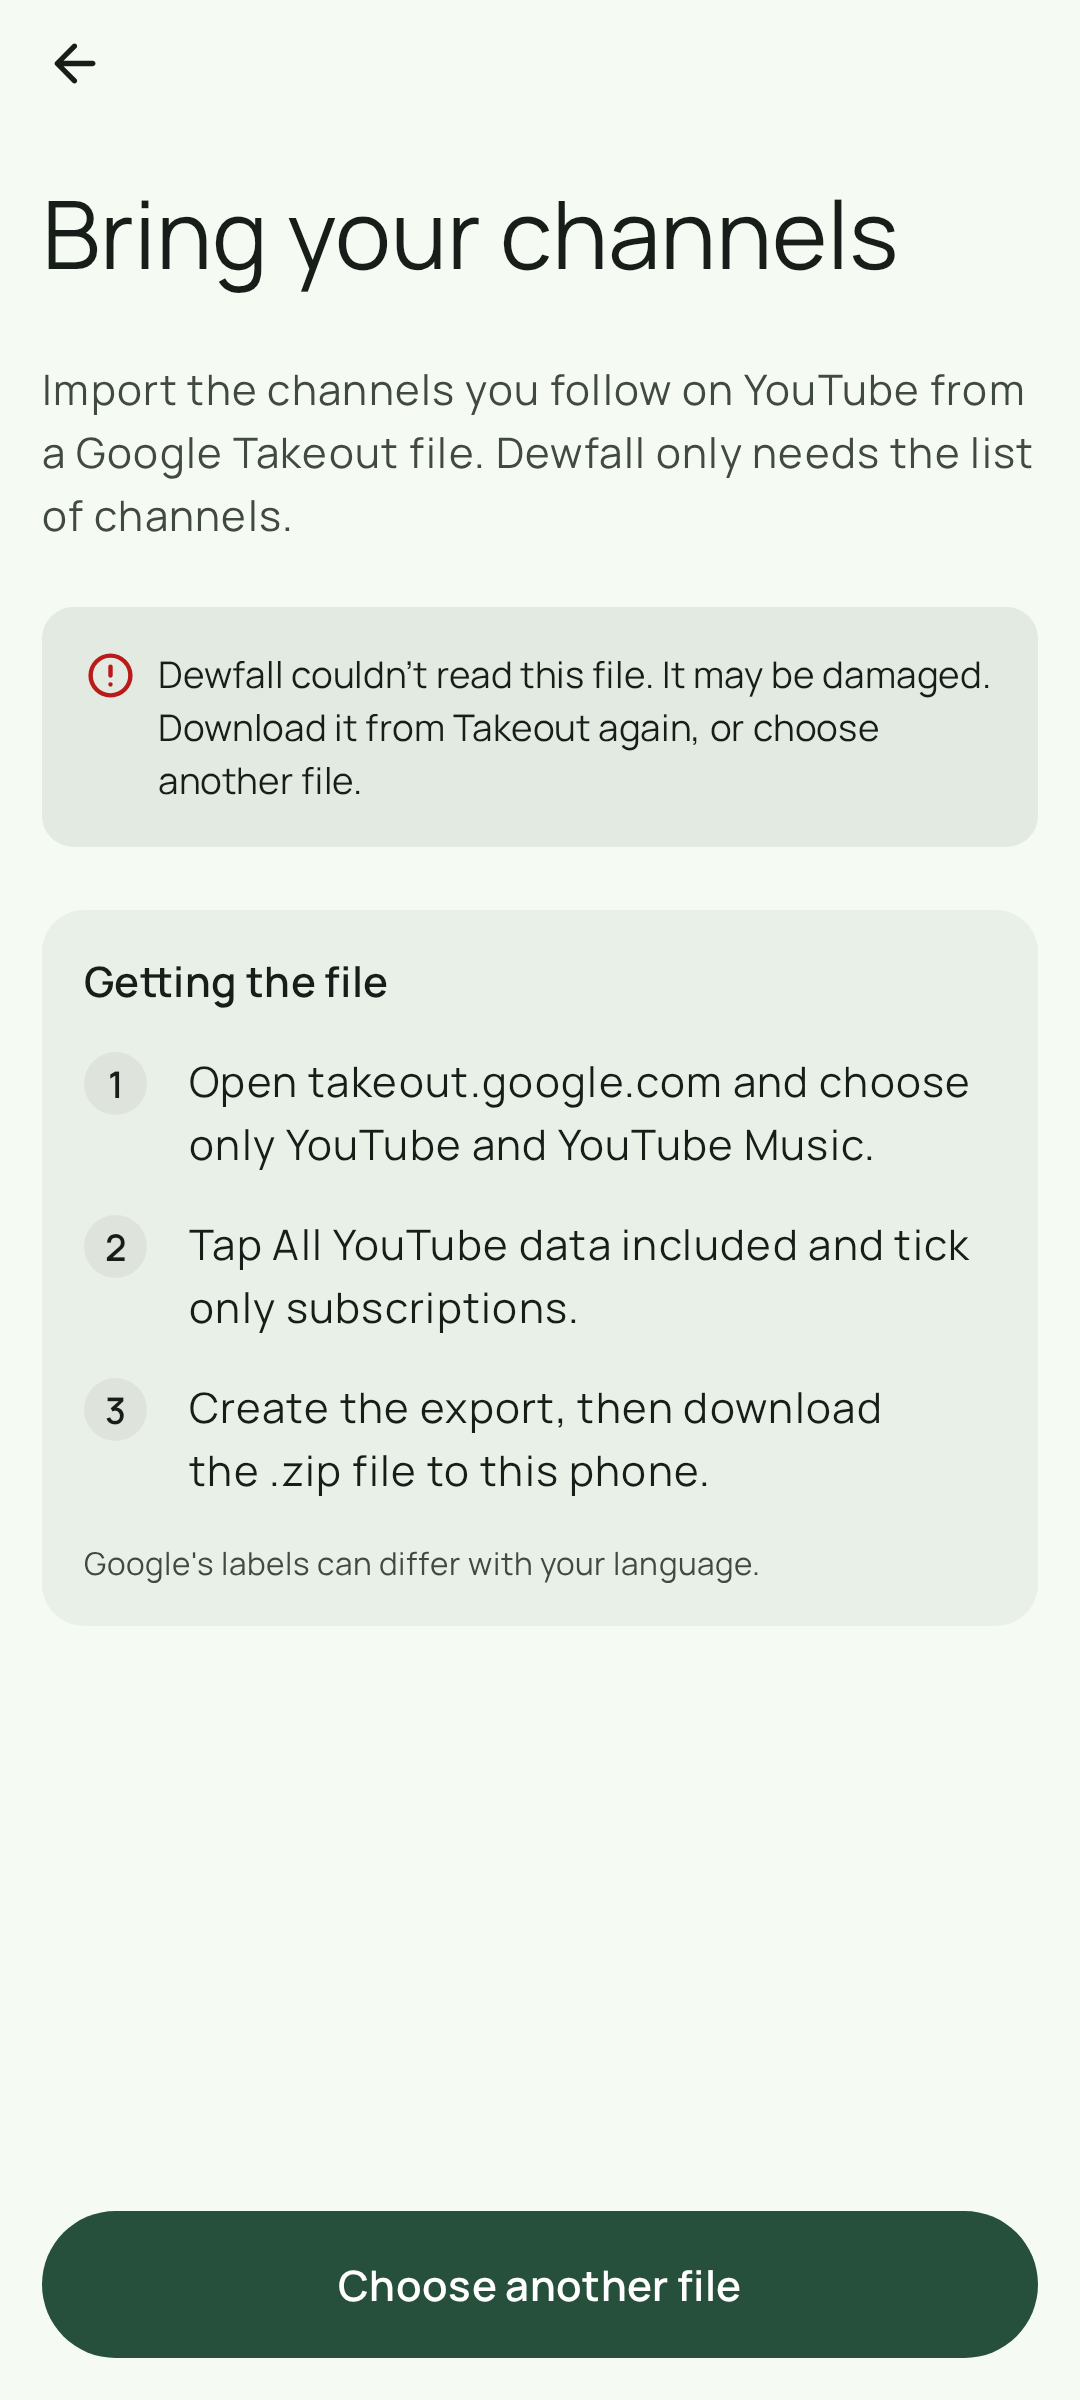 Bring your channels
Import the channels you follow on YouTube from
a Google Takeout file. Dewfall only needs the list
of channels.
Dewfall couldn’t read this file. It may be damaged.
Download it from Takeout again, or choose
another file.
Getting the file
1 Open takeout.google.com and choose
only YouTube and YouTube Music.
2 Tap All YouTube data included and tick
only subscriptions.
3 Create the export, then download
the .zip file to this phone.
Google's labels can differ with your language.
Choose another file